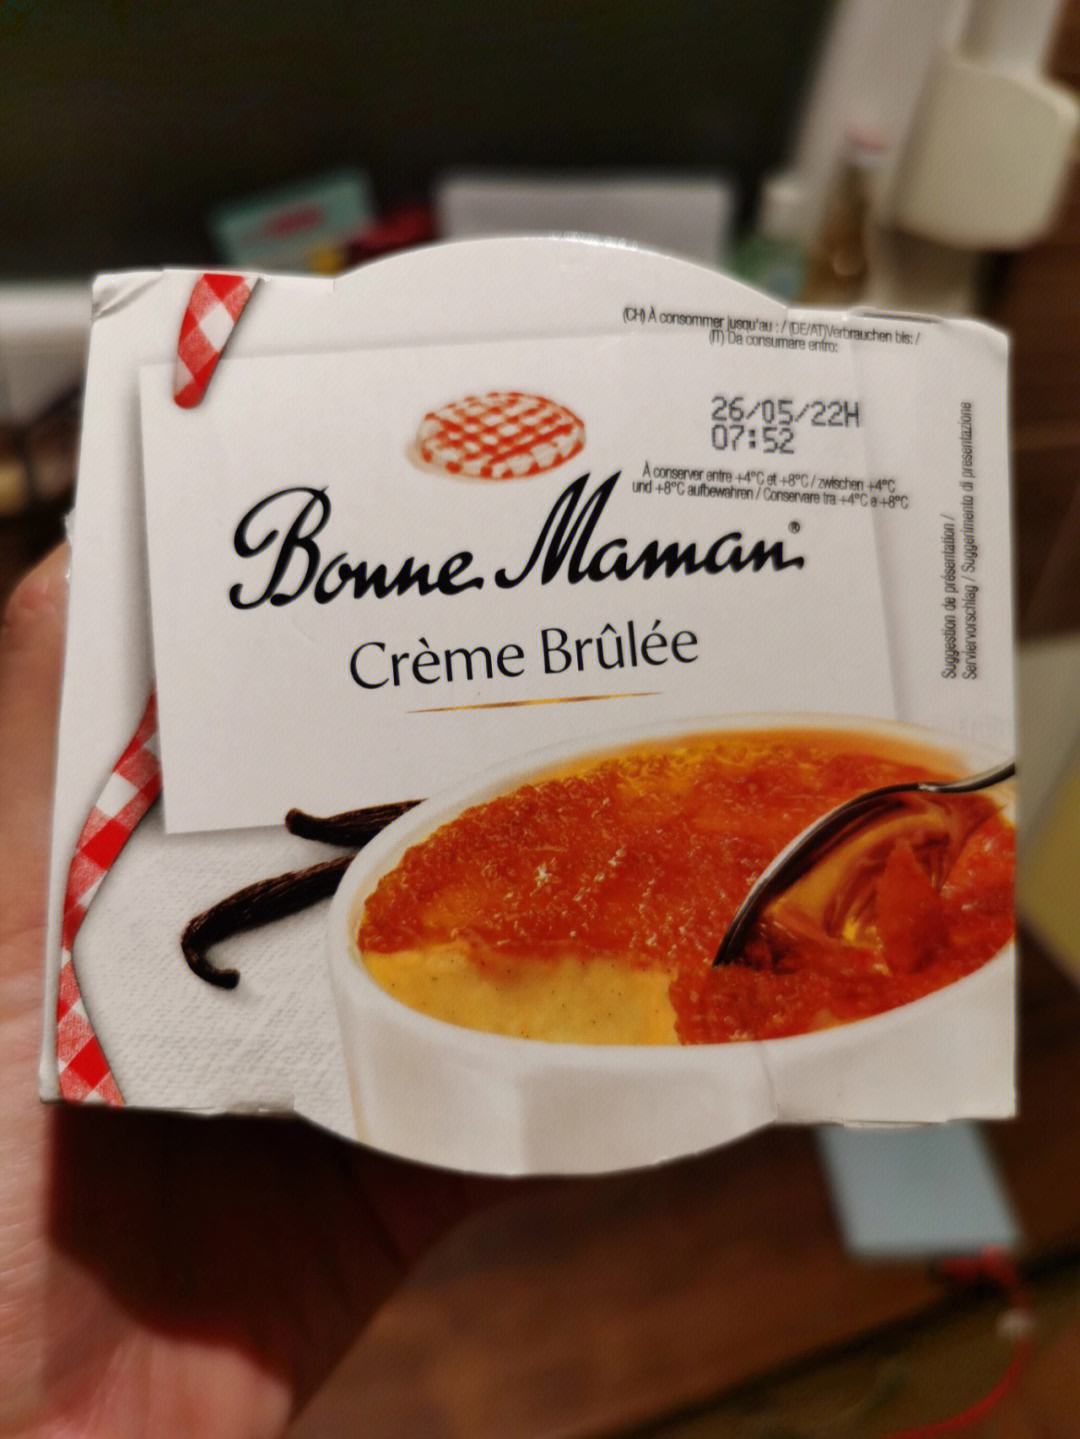 (CH) À consommer jusqu'au : / (DE/AT)Verbrauchen bis: /
(IT) Da consumare entro:
26/05/22H
07:52
À conserver entre +4°C et +8°C / zwischen +4°C
und +8°C aufbewahren / Conservare tra +4°C e +8°C
Bonne Maman®
Crème Brûlée
Suggestion de présentation /
Serviervorschlag / Suggerimento di presentazione